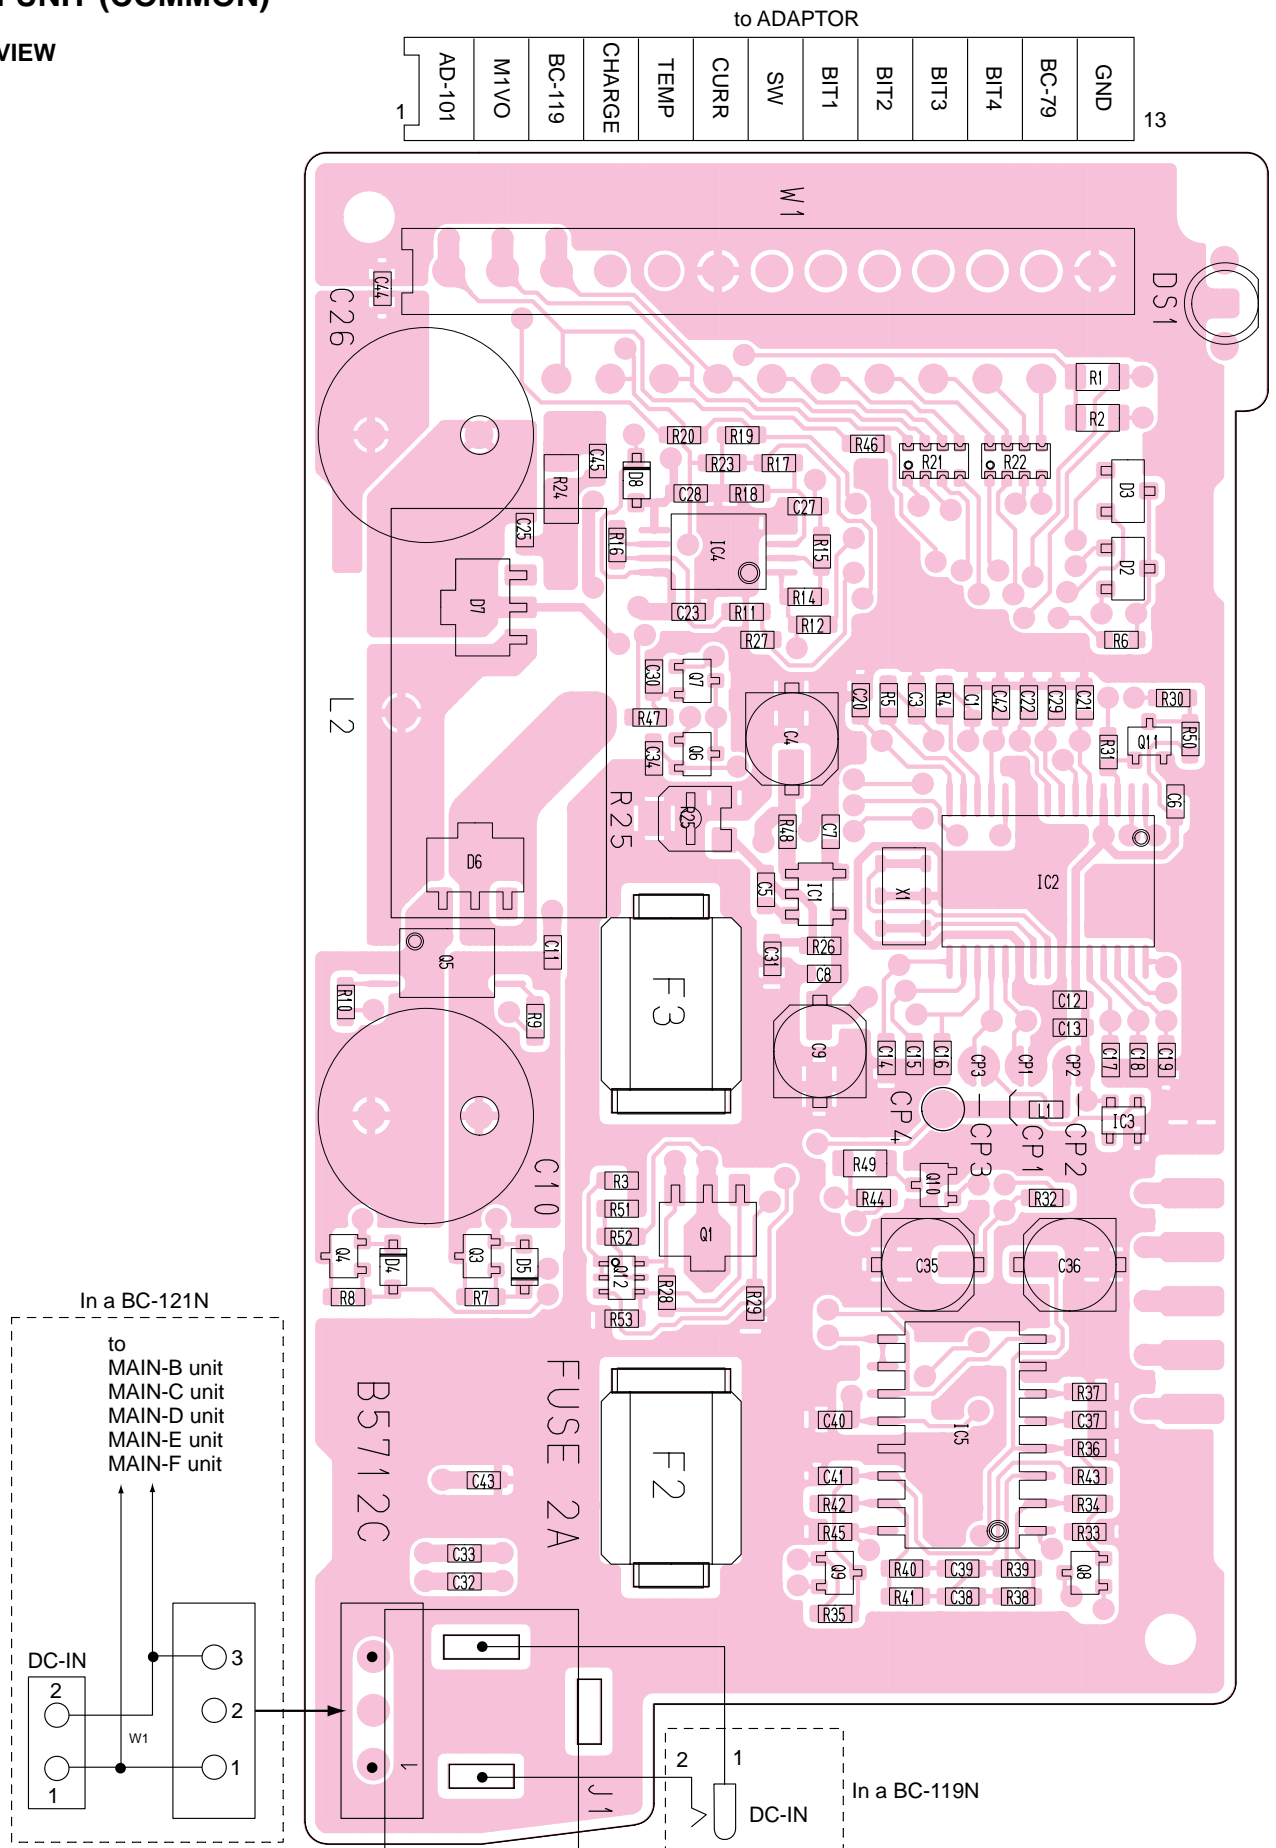 UNIT (COMMON)
VIEW
to ADAPTOR
1 AD-101 M1VO BC-119 CHARGE TEMP CURR SW BIT1 BIT2 BIT3 BIT4 BC-79 GND 13
W1
C44
C26
DS1
R1
R2
R20 R19 R46
C45 D8 R23 R17 R21 R22
R24 C28 R18 C27 D3
C25 R16 IC4 R15 D2
D7 R14
C23 R11 R12
R27 R6
C30 Q7
L2 R47 C4 C20 R5 C3 R4 C1 C42 C22 C29 C21 R30
C34 Q6 R31 Q11 R50
R25 R25 R48 C7 C6
D6 C5 IC1 X1 IC2
Q5 C11 C31 R26
C8
R10 R9 F3 C12
C13
C9 C14 C15 C16 CP3 CP1 CP2 C17 C18 C19
CP4 CP3 CP1 L1 CP2 IC3
C10 R49
R3 R44 Q10 R32
R51
R52 Q1
Q4 D4 Q3 D5 Q12 R28 C35 C36
R8 R7 R29
R53
In a BC-121N
to
MAIN-B unit
MAIN-C unit
MAIN-D unit
MAIN-E unit
MAIN-F unit
B5712C FUSE 2A
F2
R37
C40 IC5 C37
R36
C43 C41 R43
R42 R34
R45 R33
C33 Q9 R40 C39 R39 Q8
C32 R41 C38 R38
R35
DC-IN
2
1
W1
3
2
1
1
J1
2 1
DC-IN
In a BC-119N